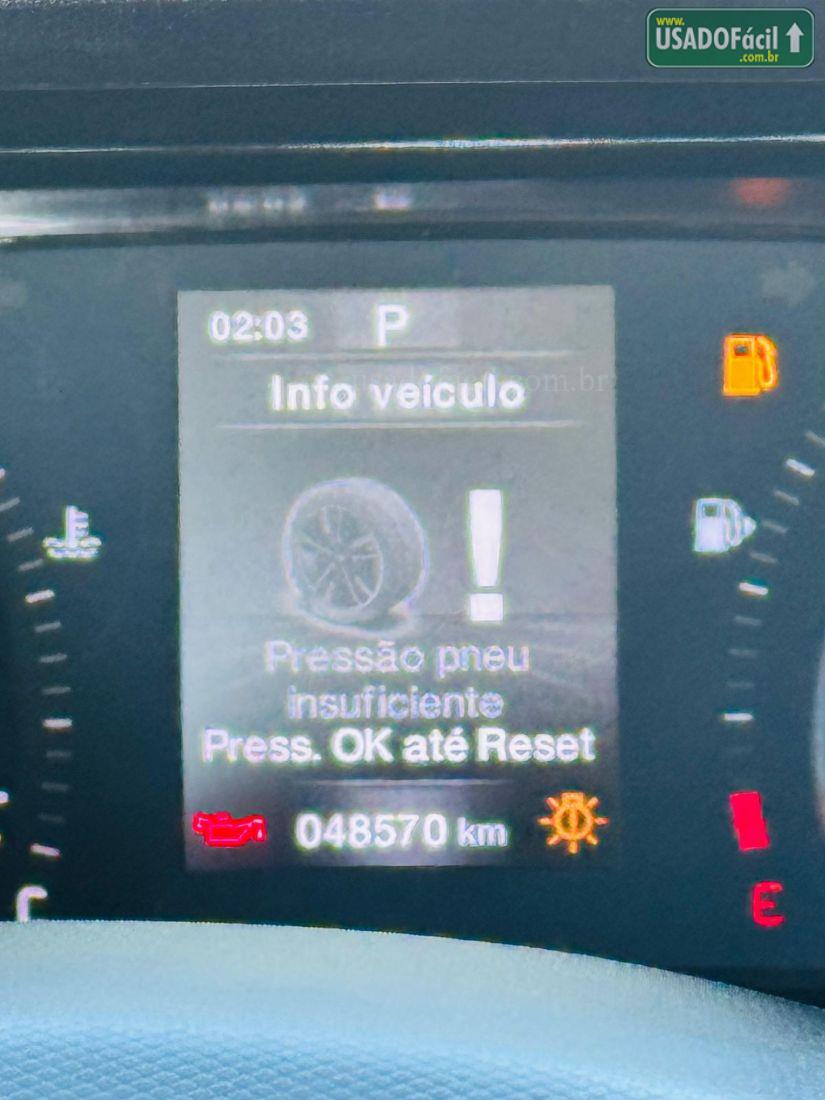 www.
USADOFácil
.com.br
02:03 P
Info veículo
Pressão pneu
insuficiente
Press. OK até Reset
048570 km
E